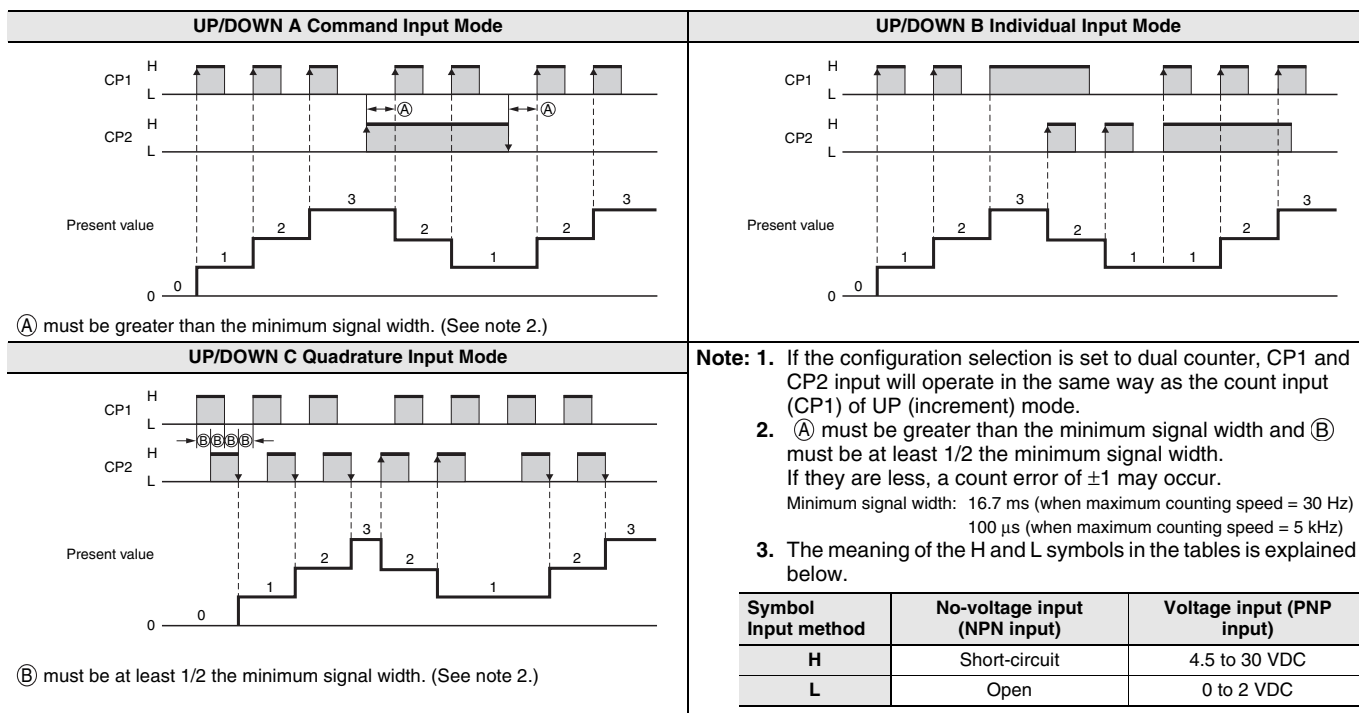 UP/DOWN A Command Input Mode
H
CP1
L
Ⓐ
Ⓐ
H
CP2
L
3
3
Present value
2
2
2
1
1
0
0
Ⓐ must be greater than the minimum signal width. (See note 2.)
UP/DOWN B Individual Input Mode
H
CP1
L
H
CP2
L
3
3
Present value
2
2
2
1
1
1
0
0
UP/DOWN C Quadrature Input Mode
H
CP1
L
ⒷⒷⒷⒷ
H
CP2
L
3
3
Present value
2
2
2
1
1
0
0
Ⓑ must be at least 1/2 the minimum signal width. (See note 2.)
Note: 1. If the configuration selection is set to dual counter, CP1 and
CP2 input will operate in the same way as the count input
(CP1) of UP (increment) mode.
2. Ⓐ must be greater than the minimum signal width and Ⓑ
must be at least 1/2 the minimum signal width.
If they are less, a count error of ±1 may occur.
Minimum signal width: 16.7 ms (when maximum counting speed = 30 Hz)
100 μs (when maximum counting speed = 5 kHz)
3. The meaning of the H and L symbols in the tables is explained
below.
Symbol
Input method
No-voltage input
(NPN input)
Voltage input (PNP
input)
H
Short-circuit
4.5 to 30 VDC
L
Open
0 to 2 VDC